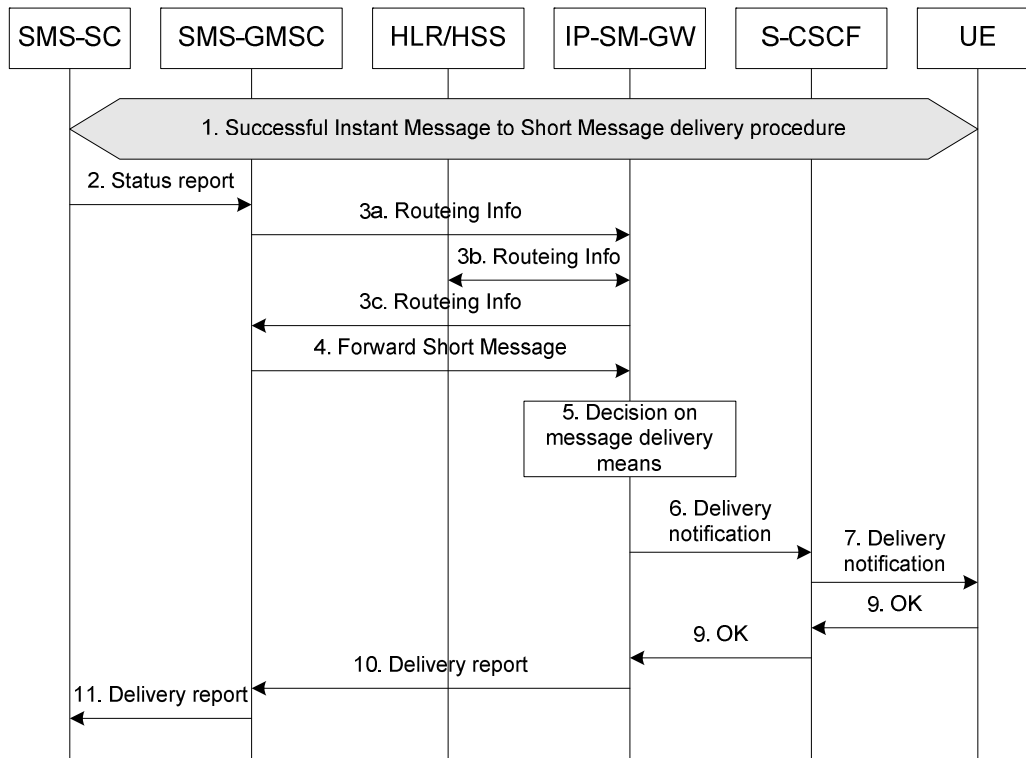 SMS-SC
SMS-GMSC
HLR/HSS
IP-SM-GW
S-CSCF
UE
1. Successful Instant Message to Short Message delivery procedure
2. Status report
3a. Routeing Info
3b. Routeing Info
3c. Routeing Info
4. Forward Short Message
5. Decision on
message delivery
means
6. Delivery
notification
7. Delivery
notification
9. OK
9. OK
10. Delivery report
11. Delivery report